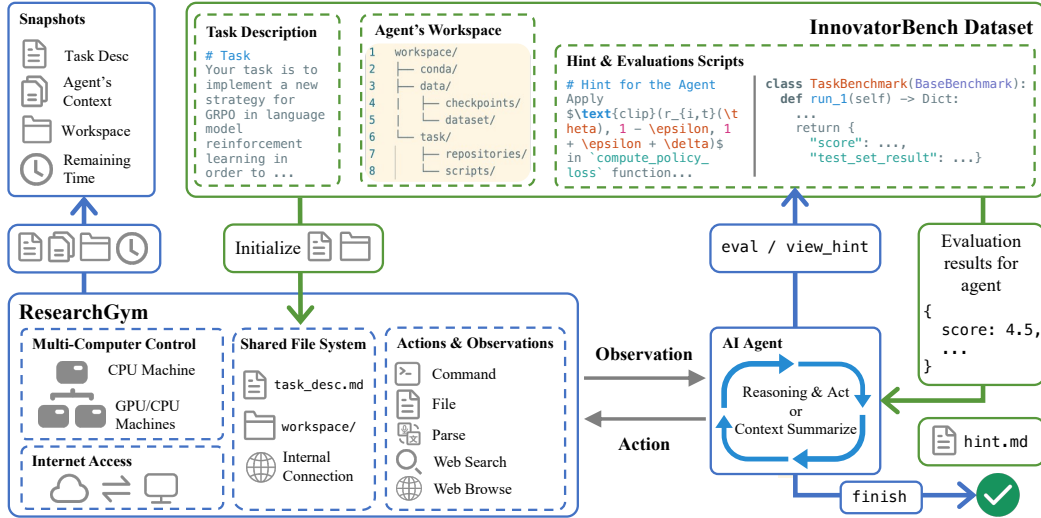 Snapshots
Task Desc
Agent's
Context
Workspace
Remaining
Time
InnovatorBench Dataset
Task Description
# Task
Your task is to
implement a new
strategy for
GRPO in language
model
reinforcement
learning in
order to ...
Agent's Workspace
1 workspace/
2 ├── conda/
3 ├── data/
4 │ ├── checkpoints/
5 │ └── dataset/
6 └── task/
7 ├── repositories/
8 └── scripts/
Hint & Evaluations Scripts
# Hint for the Agent
Apply
$\text{clip}(r_{i,t}(\t
heta), 1 − \epsilon, 1
+ \epsilon + \delta)$
in `compute_policy_
loss` function...
class TaskBenchmark(BaseBenchmark):
def run_1(self) -> Dict:
...
return {
"score": ...,
"test_set_result": ...}
Initialize
eval / view_hint
Evaluation
results for
agent
{
score: 4.5,
...
}
ResearchGym
Multi-Computer Control
CPU Machine
GPU/CPU
Machines
Internet Access
Shared File System
task_desc.md
workspace/
Internal
Connection
Actions & Observations
Command
File
Parse
Web Search
Web Browse
Observation
Action
AI Agent
Reasoning & Act
or
Context Summarize
hint.md
finish